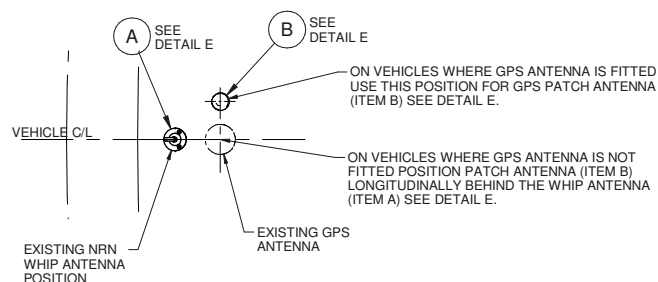 A
SEE
DETAIL E
B
SEE
DETAIL E
ON VEHICLES WHERE GPS ANTENNA IS FITTED
USE THIS POSITION FOR GPS PATCH ANTENNA
(ITEM B) SEE DETAIL E.
VEHICLE C/L
ON VEHICLES WHERE GPS ANTENNA IS NOT
FITTED POSITION PATCH ANTENNA (ITEM B)
LONGITUDINALLY BEHIND THE WHIP ANTENNA
(ITEM A) SEE DETAIL E.
EXISTING GPS
ANTENNA
EXISTING NRN
WHIP ANTENNA
POSITION